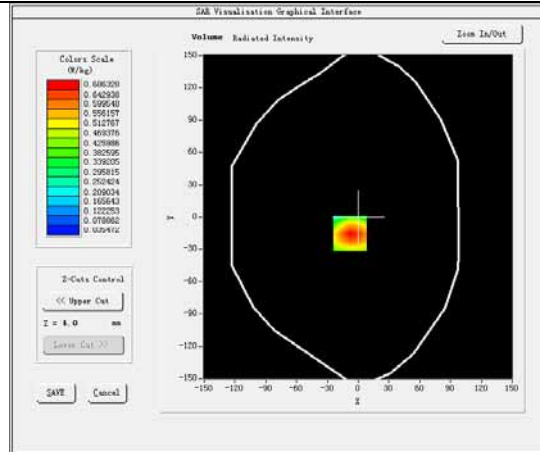 SAR Visualisation Graphical Interface
Volume Radiated Intensity
Zoom In/Out
Colors Scale
(W/kg)
0.686320
0.642930
0.599540
0.556157
0.512767
0.469376
0.425986
0.382595
0.339205
0.295815
0.252424
0.209034
0.165643
0.122253
0.078862
0.035472
Z-Cuts Control
<< Upper Cut
Z = 4.0 mm
Lower Cut >>
SAVE
Cancel
150-
120-
90-
60-
30-
0-
-30-
-60-
-90-
-120-
-150-
Y
-150 -120 -90 -60 -30 0 30 60 90 120 150
X